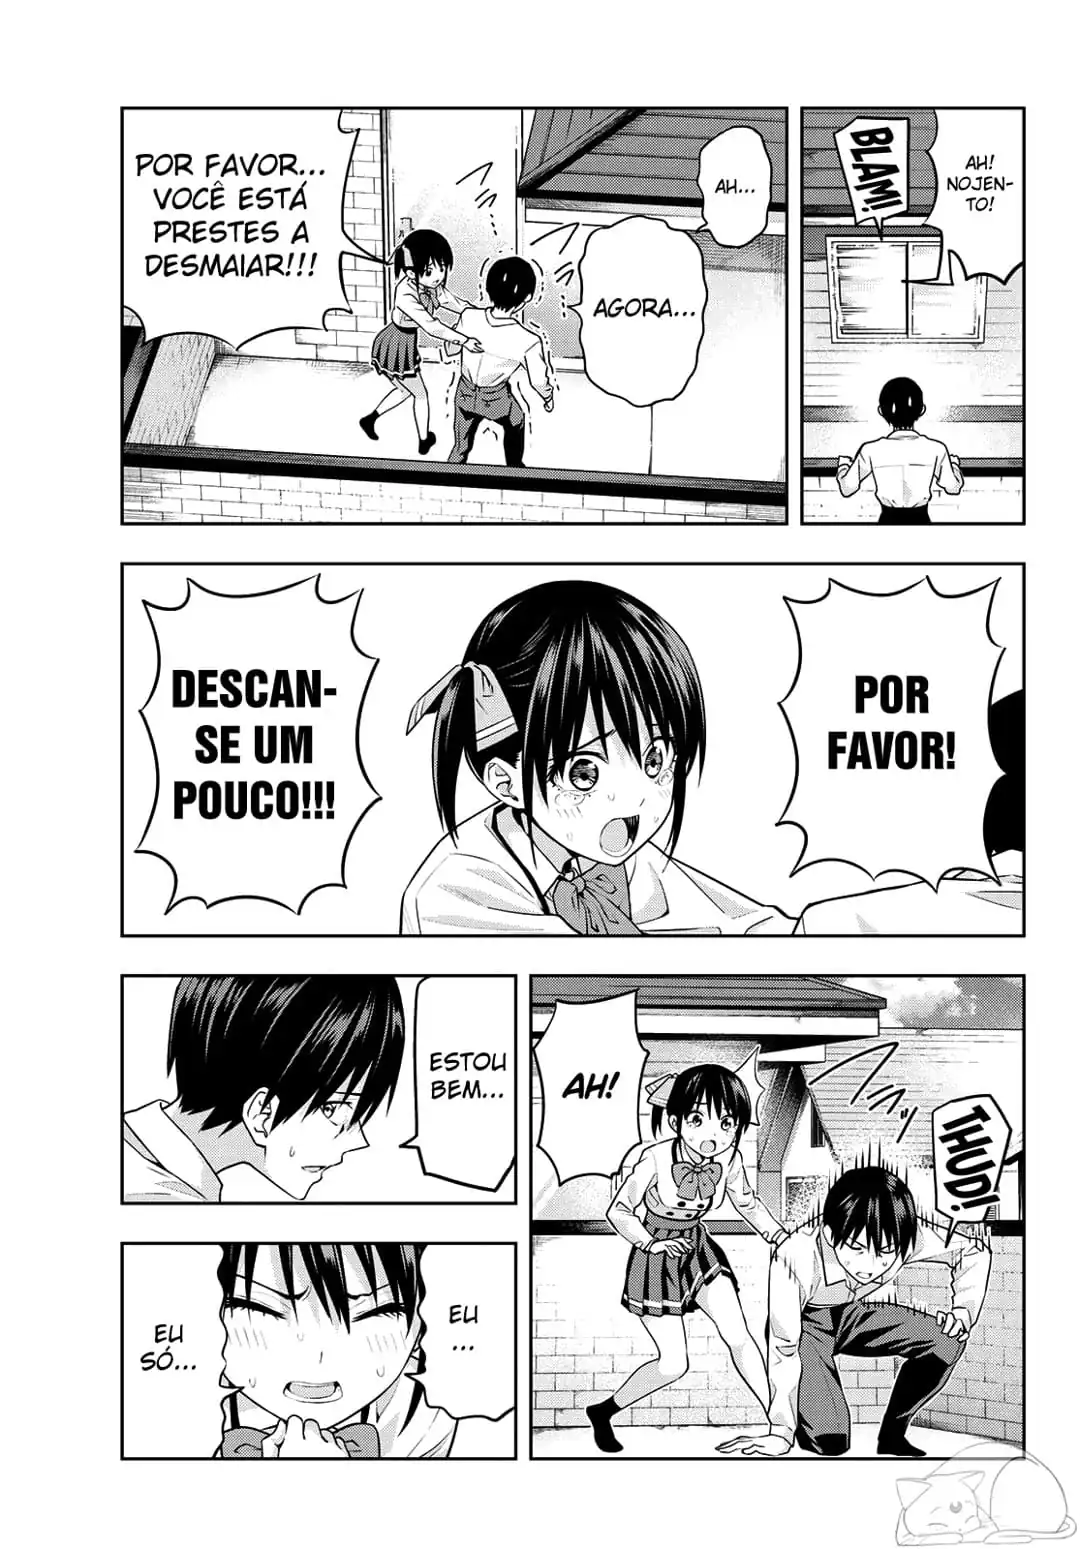 AH!
NOJEN-
TO!
BLAM!
AH...
AGORA...
POR FAVOR...
VOCÊ ESTÁ
PRESTES A
DESMAIAR!!!
POR
FAVOR!
DESCAN-
SE UM
POUCO!!!
THUD!
AH!
ESTOU
BEM...
EU
...
EU
SÓ...